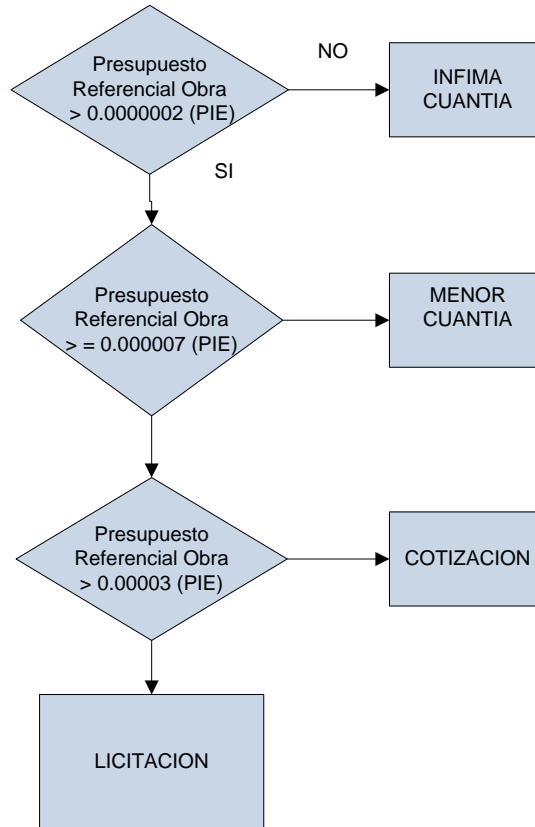 Presupuesto
Referencial Obra
> 0.0000002 (PIE)
NO
INFIMA
CUANTIA
SI
Presupuesto
Referencial Obra
> = 0.000007 (PIE)
MENOR
CUANTIA
Presupuesto
Referencial Obra
> 0.00003 (PIE)
COTIZACION
LICITACION